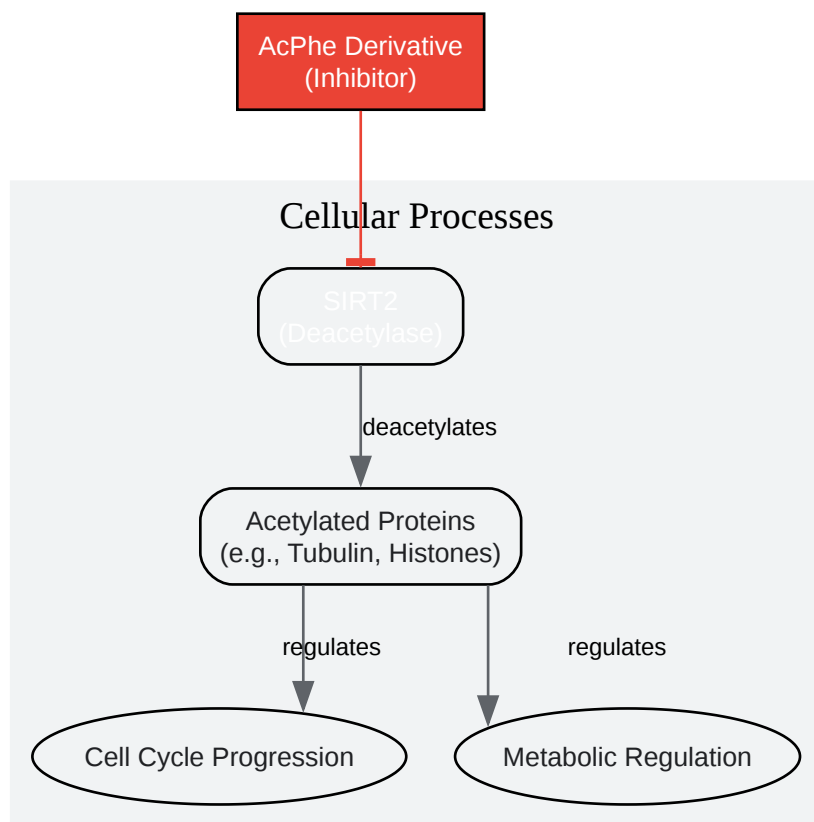 AcPhe Derivative
(Inhibitor)
Cellular Processes
SIRT2
(Deacetylase)
deacetylates
Acetylated Proteins
(e.g., Tubulin, Histones)
regulates
regulates
Cell Cycle Progression
Metabolic Regulation